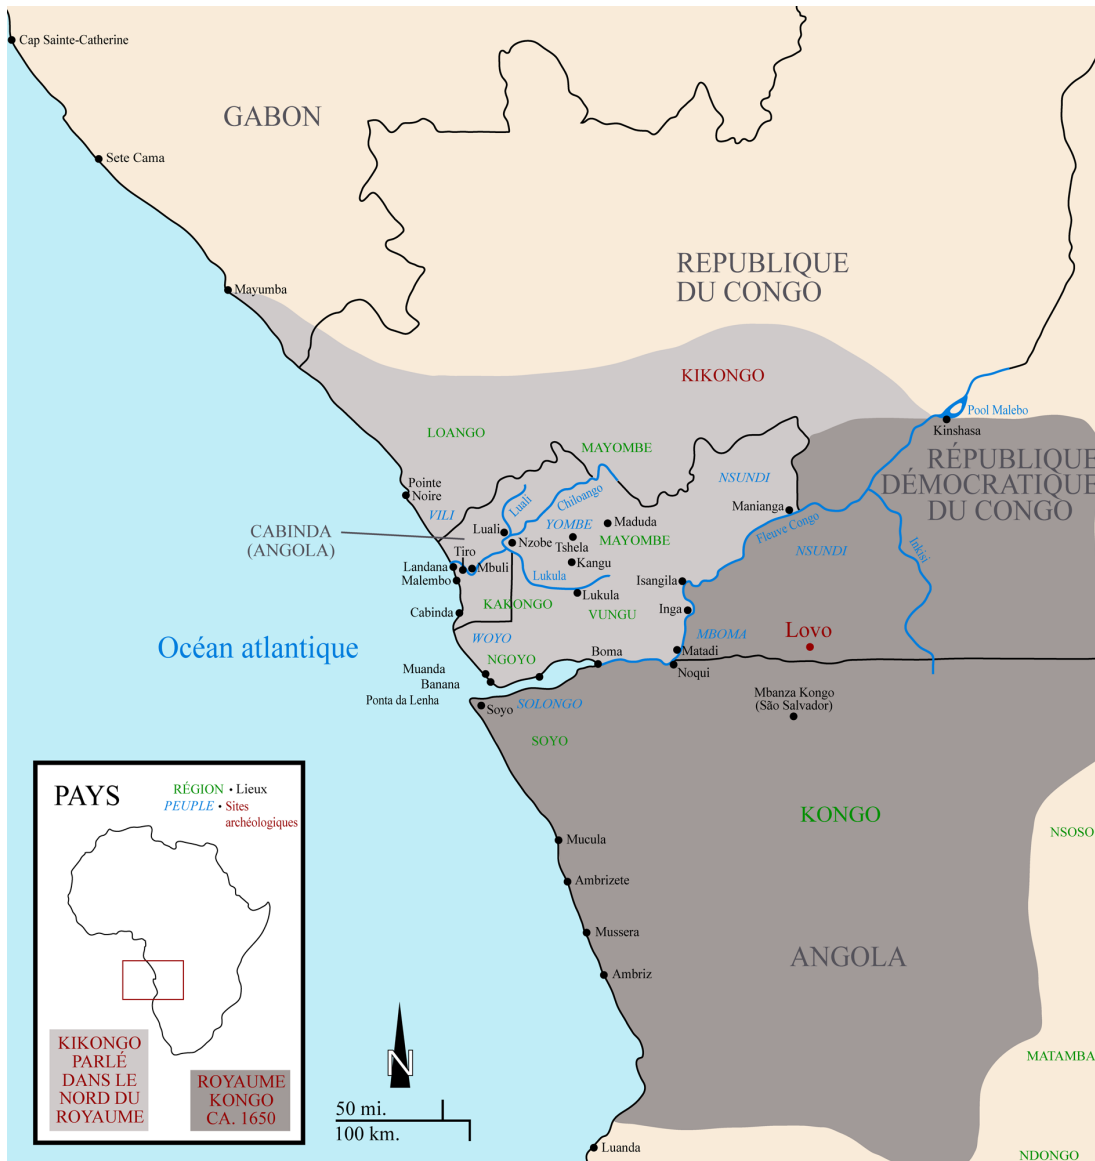 Cap Sainte-Catherine
GABON
Sete Cama
REPUBLIQUE
DU CONGO
Mayumba
KIKONGO
Pool Malebo
Kinshasa
LOANGO
MAYOMBE
RÉPUBLIQUE
DÉMOCRATIQUE
DU CONGO
Pointe
Noire
NSUNDI
Luali
Chiloango
Manianga
VILI
CABINDA
(ANGOLA)
Luali
YOMBE
Maduda
Fleuve Congo
Nzobe
Tshela
MAYOMBE
NSUNDI
Inkisi
Tiro
Landana
Mbuli
Kangu
Malembo
Lukula
Isangila
Lukula
KAKONGO
Cabinda
VUNGU
Inga
Lovo
WOYO
MBOMA
Océan atlantique
NGOYO
Boma
Matadi
Muanda
Noqui
Banana
Ponta da Lenha
Soyo
SOLONGO
Mbanza Kongo
(São Salvador)
SOYO
KONGO
NSOSO
Mucula
Ambrizete
Mussera
ANGOLA
Ambriz
MATAMBA
Luanda
NDONGO
PAYS
RÉGION • Lieux
PEUPLE • Sites
archéologiques
KIKONGO
PARLÉ
DANS LE
NORD DU
ROYAUME
ROYAUME
KONGO
CA. 1650
N
50 mi.
100 km.